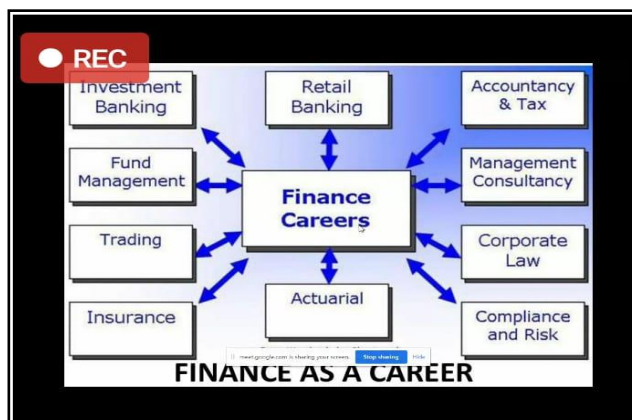 REC
Investment
Banking
Retail
Banking
Accountancy
& Tax
Fund
Management
Finance
Careers
Management
Consultancy
Trading
Corporate
Law
Insurance
Actuarial
Compliance
and Risk
meet.google.com is sharing your screen.
Stop sharing
Hide
FINANCE AS A CAREER